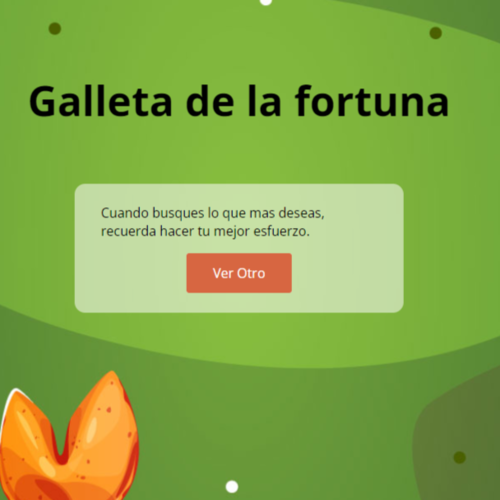 Galleta de la fortuna
Cuando busques lo que mas deseas,
recuerda hacer tu mejor esfuerzo.
Ver Otro